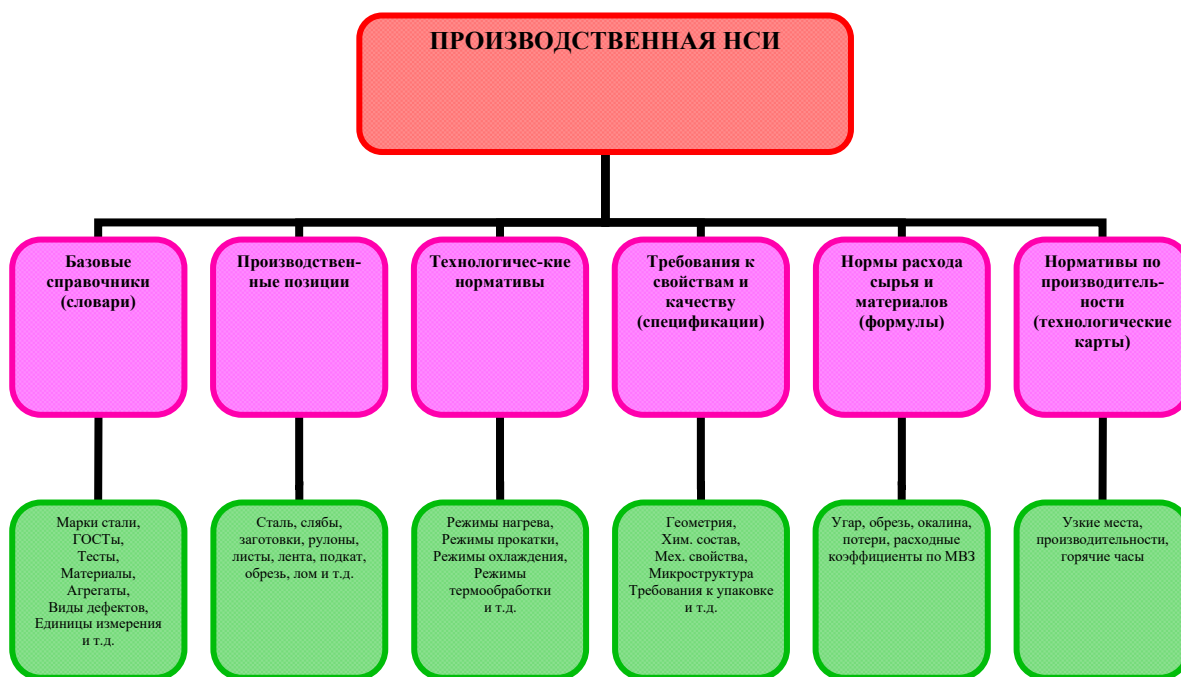 ПРОИЗВОДСТВЕННАЯ НСИ
Базовые
справочники
(словари)
Производствен-
ные позиции
Технологичес-кие
нормативы
Требования к
свойствам и
качеству
(спецификации)
Нормы расхода
сырья и
материалов
(формулы)
Нормативы по
производитель-
ности
(технологические
карты)
Марки стали,
ГОСТы,
Тесты,
Материалы,
Агрегаты,
Виды дефектов,
Единицы измерения
и т.д.
Сталь, слябы,
заготовки, рулоны,
листы, лента, подкат,
обрезь, лом и т.д.
Режимы нагрева,
Режимы прокатки,
Режимы охлаждения,
Режимы
термообработки
и т.д.
Геометрия,
Хим. состав,
Мех. свойства,
Микроструктура
Требования к упаковке
и т.д.
Угар, обрезь, окалина,
потери, расходные
коэффициенты по МВЗ
Узкие места,
производительности,
горячие часы